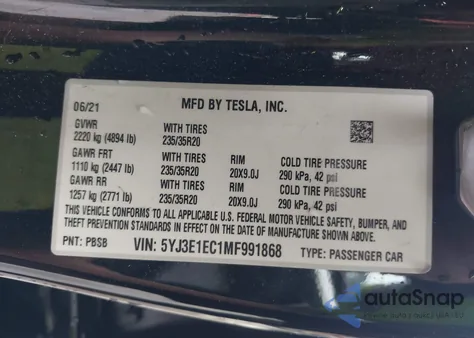 MFD BY TESLA, INC.
06/21
GVWR WITH TIRES
2220 kg (4894 lb) 235/35R20
GAWR FRT WITH TIRES RIM COLD TIRE PRESSURE
1110 kg (2447 lb) 235/35R20 20X9.0J 290 kPa, 42 psi
GAWR RR WITH TIRES RIM COLD TIRE PRESSURE
1257 kg (2771 lb) 235/35R20 20X9.0J 290 kPa, 42 psi
THIS VEHICLE CONFORMS TO ALL APPLICABLE U.S. FEDERAL MOTOR VEHICLE SAFETY, BUMPER, AND
THEFT PREVENTION STANDARDS IN EFFECT ON THE DATE OF MANUFACTURE SHOWN ABOVE.
PNT: PBSB VIN: 5YJ3E1EC1MF991868 TYPE: PASSENGER CAR
autaSnap